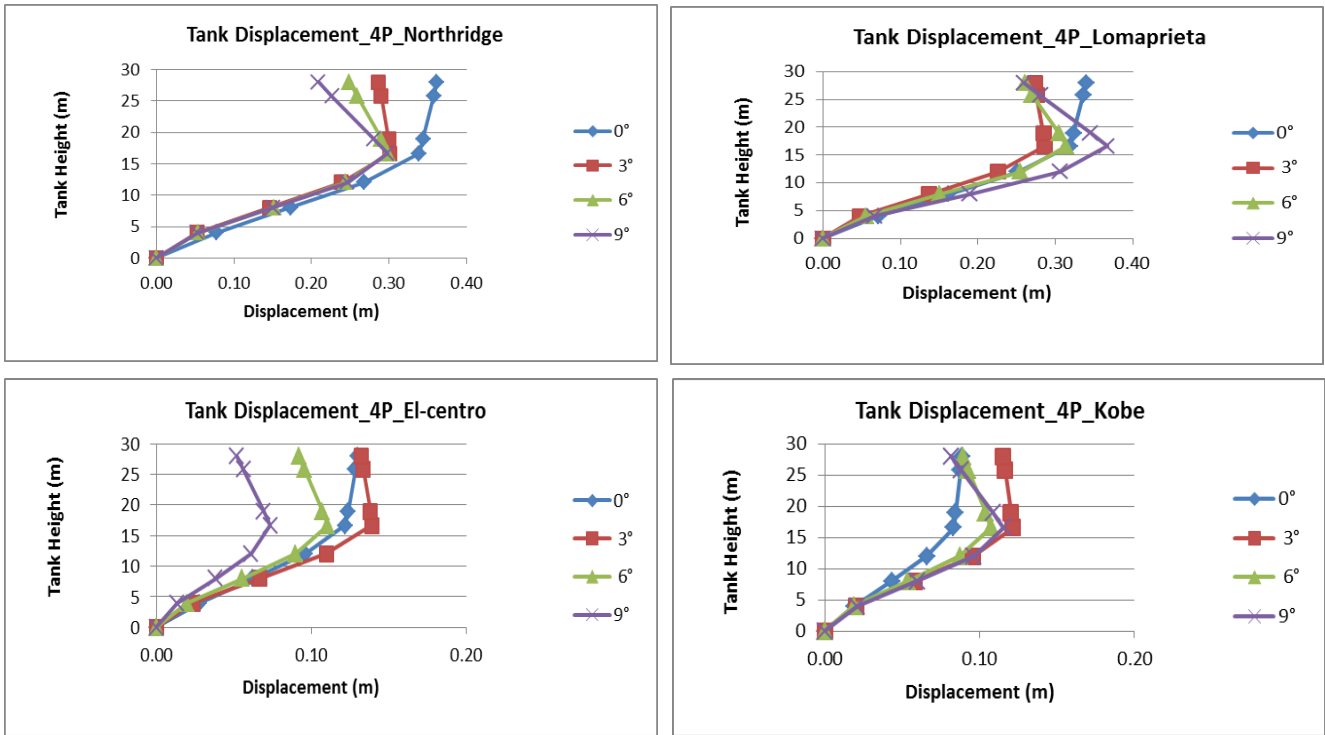 Tank Displacement_4P_Northridge
Tank Height (m)
30
25
20
15
10
5
0
0.00 0.10 0.20 0.30 0.40
Displacement (m)
0°
3°
6°
9°
Tank Displacement_4P_Lomaprieta
Tank Height (m)
30
25
20
15
10
5
0
0.00 0.10 0.20 0.30 0.40
Displacement (m)
0°
3°
6°
9°
Tank Displacement_4P_El-centro
Tank Height (m)
30
25
20
15
10
5
0
0.00 0.10 0.20
Displacement (m)
0°
3°
6°
9°
Tank Displacement_4P_Kobe
Tank Height (m)
30
25
20
15
10
5
0
0.00 0.10 0.20
Displacement (m)
0°
3°
6°
9°